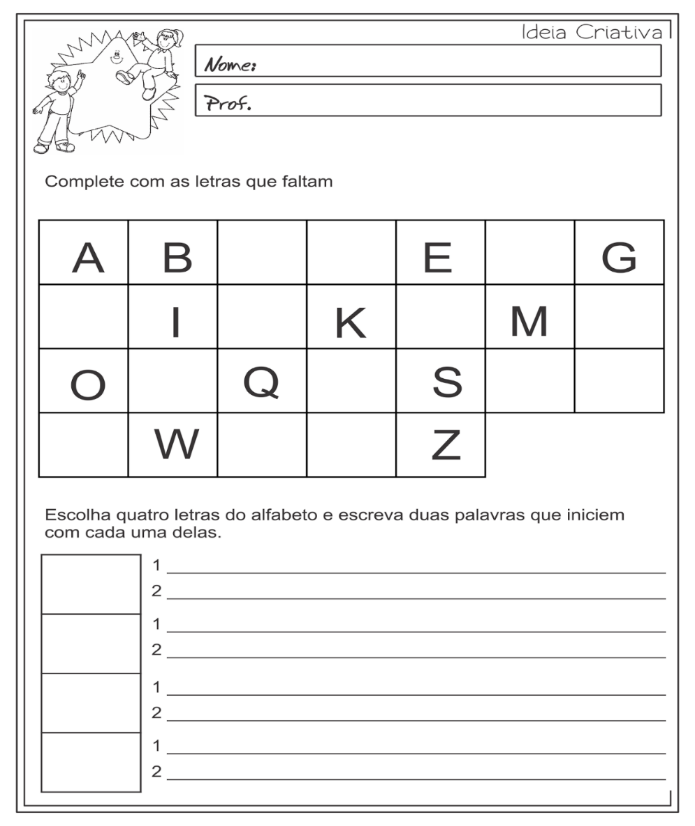 Ideia Criativa
Nome:
Prof.
Complete com as letras que faltam
A B E G
I K M
O Q S
W Z
Escolha quatro letras do alfabeto e escreva duas palavras que iniciem
com cada uma delas.
1
2
1
2
1
2
1
2